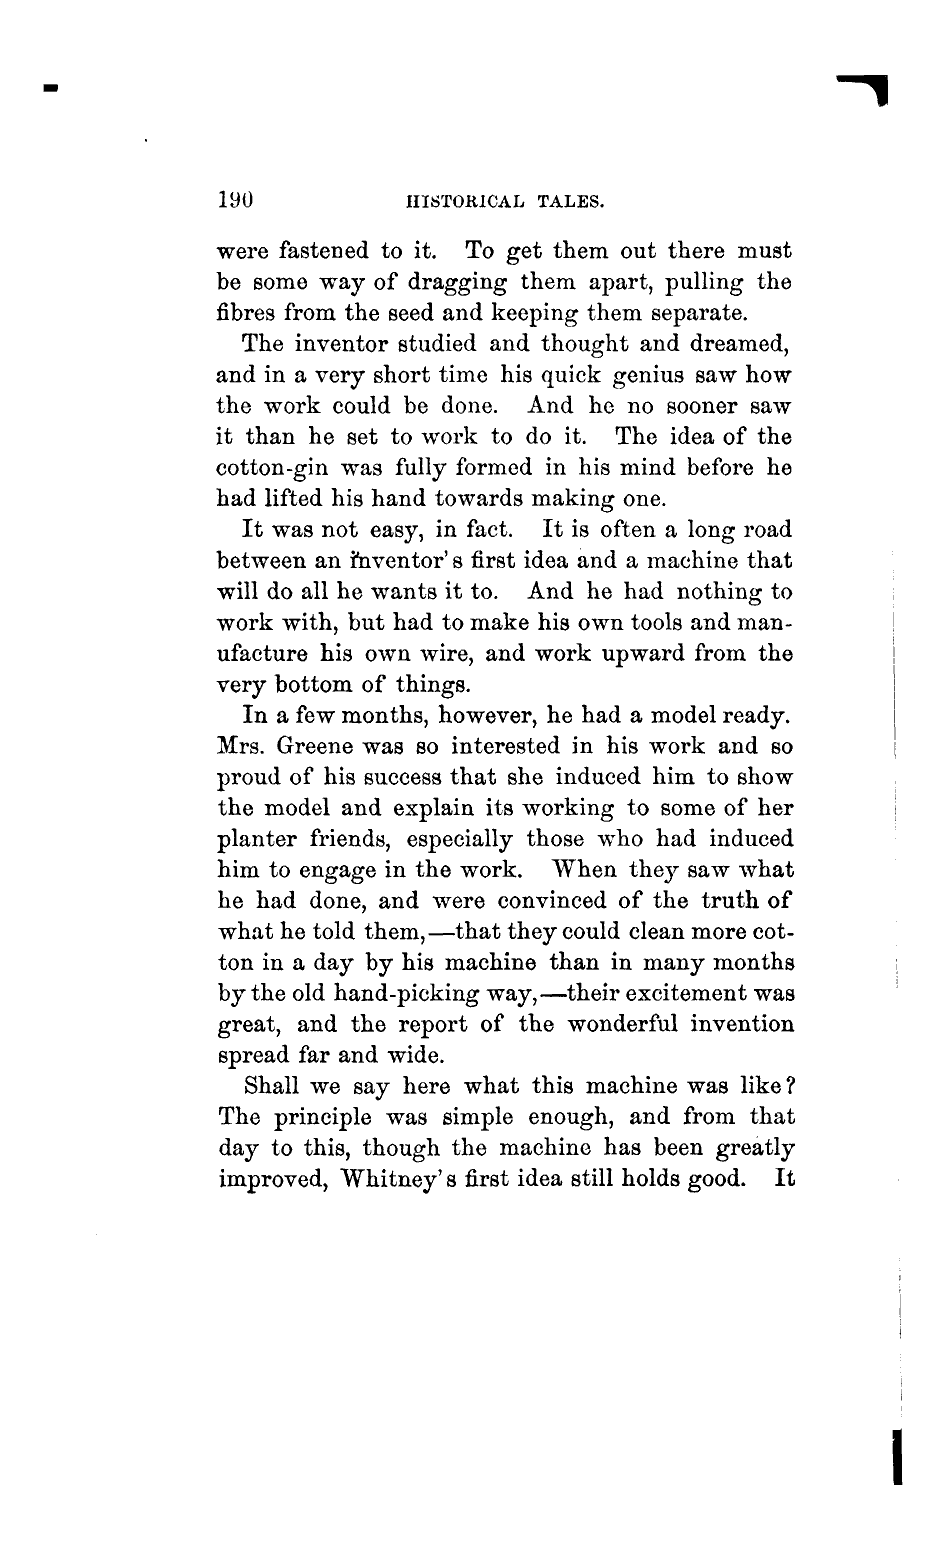 190 HISTORICAL TALES.
were fastened to it. To get them out there must
be some way of dragging them apart, pulling the
fibres from the seed and keeping them separate.
The inventor studied and thought and dreamed,
and in a very short time his quick genius saw how
the work could be done. And he no sooner saw
it than he set to work to do it. The idea of the
cotton-gin was fully formed in his mind before he
had lifted his hand towards making one.
It was not easy, in fact. It is often a long road
between an inventor's first idea and a machine that
will do all he wants it to. And he had nothing to
work with, but had to make his own tools and man-
ufacture his own wire, and work upward from the
very bottom of things.
In a few months, however, he had a model ready.
Mrs. Greene was so interested in his work and so
proud of his success that she induced him to show
the model and explain its working to some of her
planter friends, especially those who had induced
him to engage in the work. When they saw what
he had done, and were convinced of the truth of
what he told them,—that they could clean more cot-
ton in a day by his machine than in many months
by the old hand-picking way,—their excitement was
great, and the report of the wonderful invention
spread far and wide.
Shall we say here what this machine was like?
The principle was simple enough, and from that
day to this, though the machine has been greatly
improved, Whitney's first idea still holds good. It